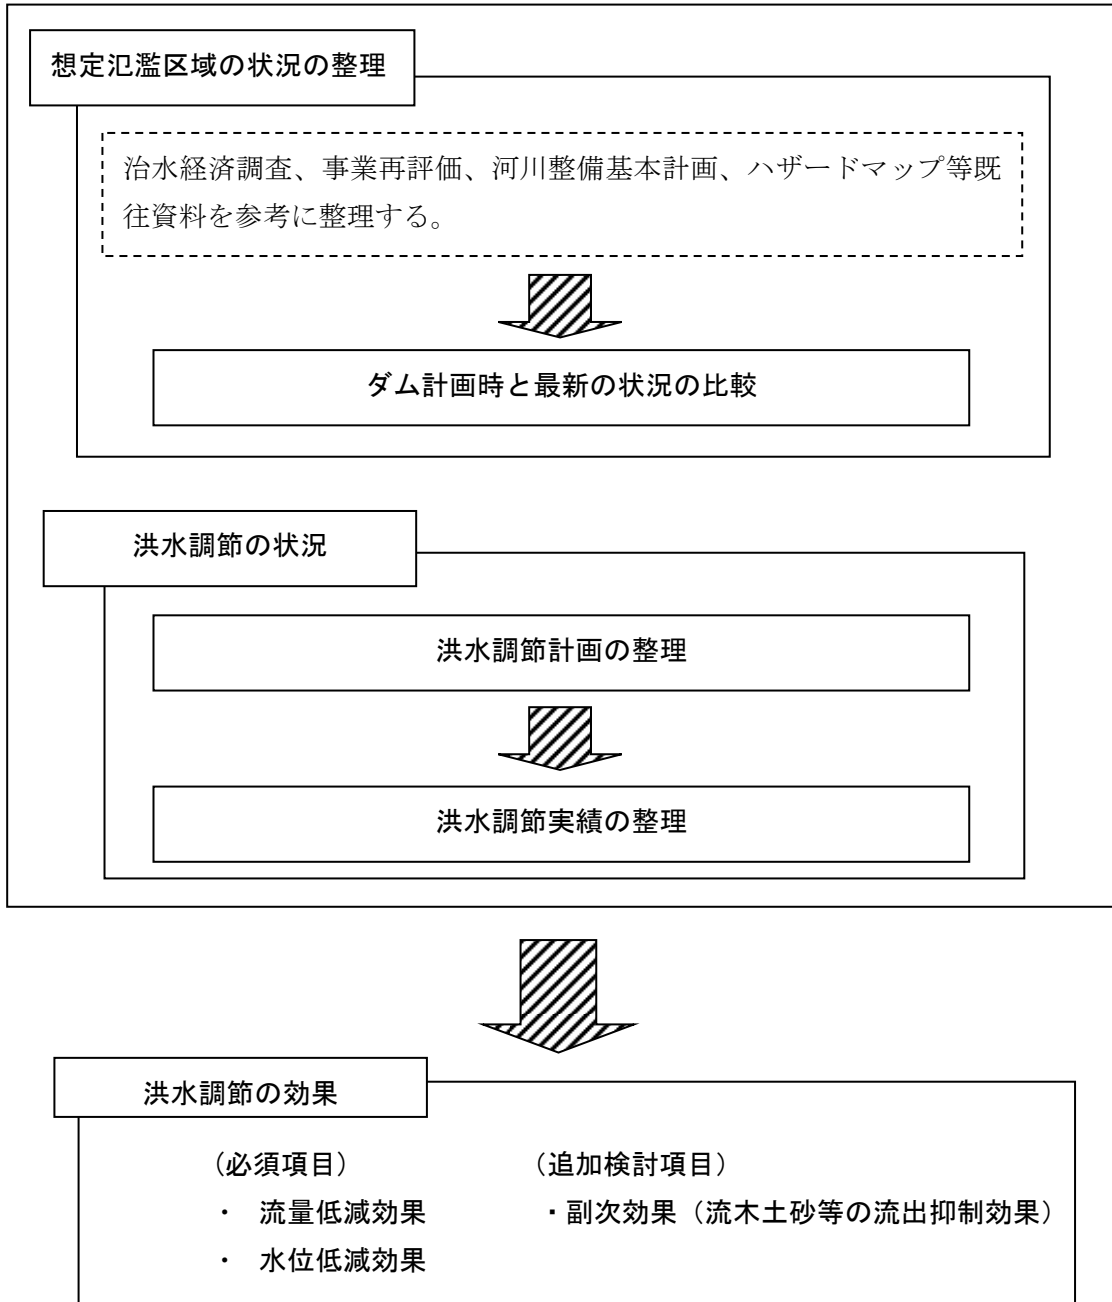 想定氾濫区域の状況の整理
治水経済調査、事業再評価、河川整備基本計画、ハザードマップ等既
往資料を参考に整理する。
ダム計画時と最新の状況の比較
洪水調節の状況
洪水調節計画の整理
洪水調節実績の整理
洪水調節の効果
（必須項目）
・ 流量低減効果
・ 水位低減効果
（追加検討項目）
・副次効果（流木土砂等の流出抑制効果）